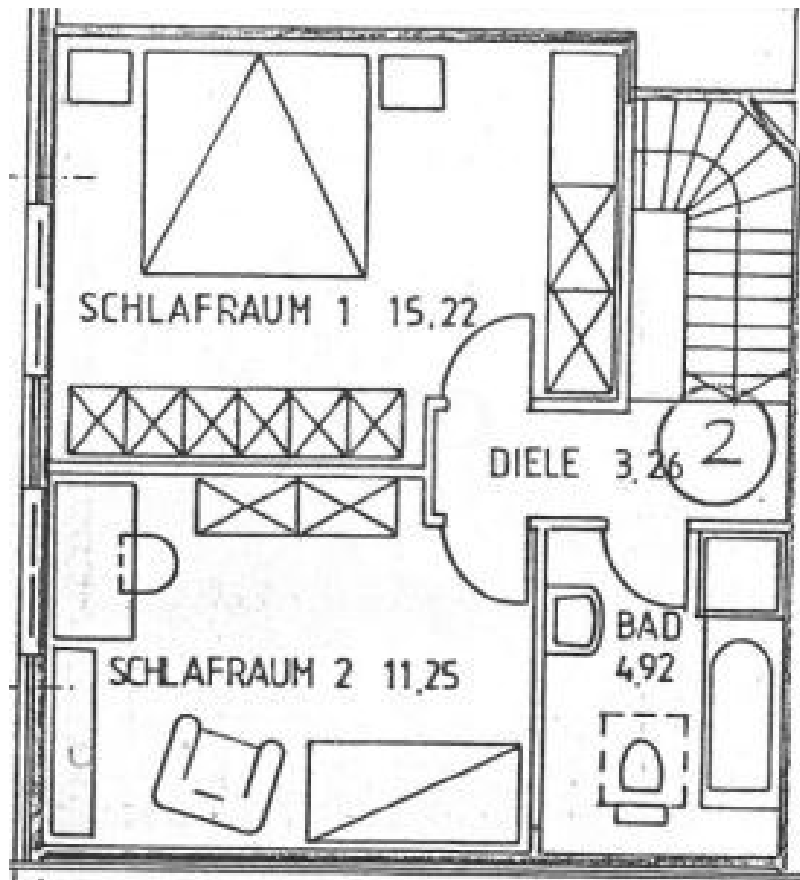 SCHLAFRAUM 1 15,22
DIELE 3,26
2
BAD
4,92
SCHLAFRAUM 2 11,25